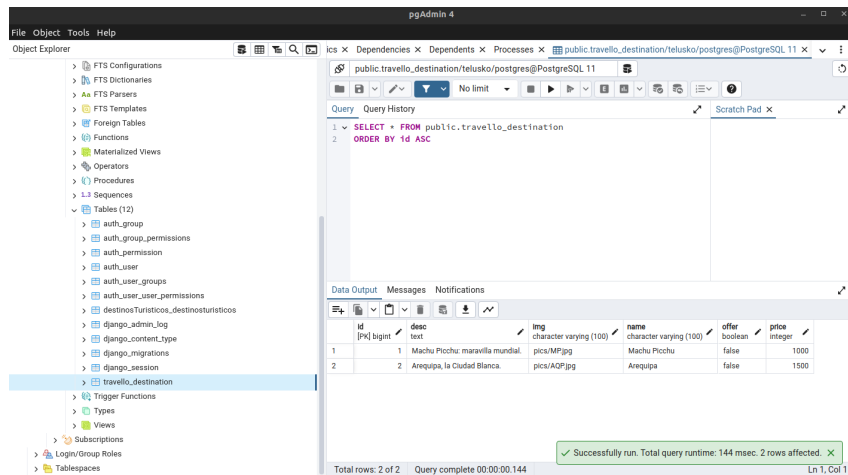 pgAdmin 4
File Object Tools Help
Object Explorer
ics × Dependencies × Dependents × Processes × public.travello_destination/telusko/postgres@PostgreSQL 11 ×
public.travello_destination/telusko/postgres@PostgreSQL 11
No limit
Query Query History
Scratch Pad ×
1 SELECT * FROM public.travello_destination
2 ORDER BY id ASC
FTS Configurations
FTS Dictionaries
Aa FTS Parsers
FTS Templates
Foreign Tables
Functions
Materialized Views
Operators
Procedures
1..3 Sequences
Tables (12)
auth_group
auth_group_permissions
auth_permission
auth_user
auth_user_groups
auth_user_user_permissions
destinosTuristicos_destinosturisticos
django_admin_log
django_content_type
django_migrations
django_session
travello_destination
Trigger Functions
Types
Views
Subscriptions
Login/Group Roles
Tablespaces
Data Output Messages Notifications
id desc img name offer price
[PK] bigint text character varying (100) character varying (100) boolean integer
1 1 Machu Picchu: maravilla mundial. pics/MP.jpg Machu Picchu false 1000
2 2 Arequipa, la Ciudad Blanca. pics/AQP.jpg Arequipa false 1500
Successfully run. Total query runtime: 144 msec. 2 rows affected. ×
Total rows: 2 of 2 Query complete 00:00:00.144 Ln 1, Col 1